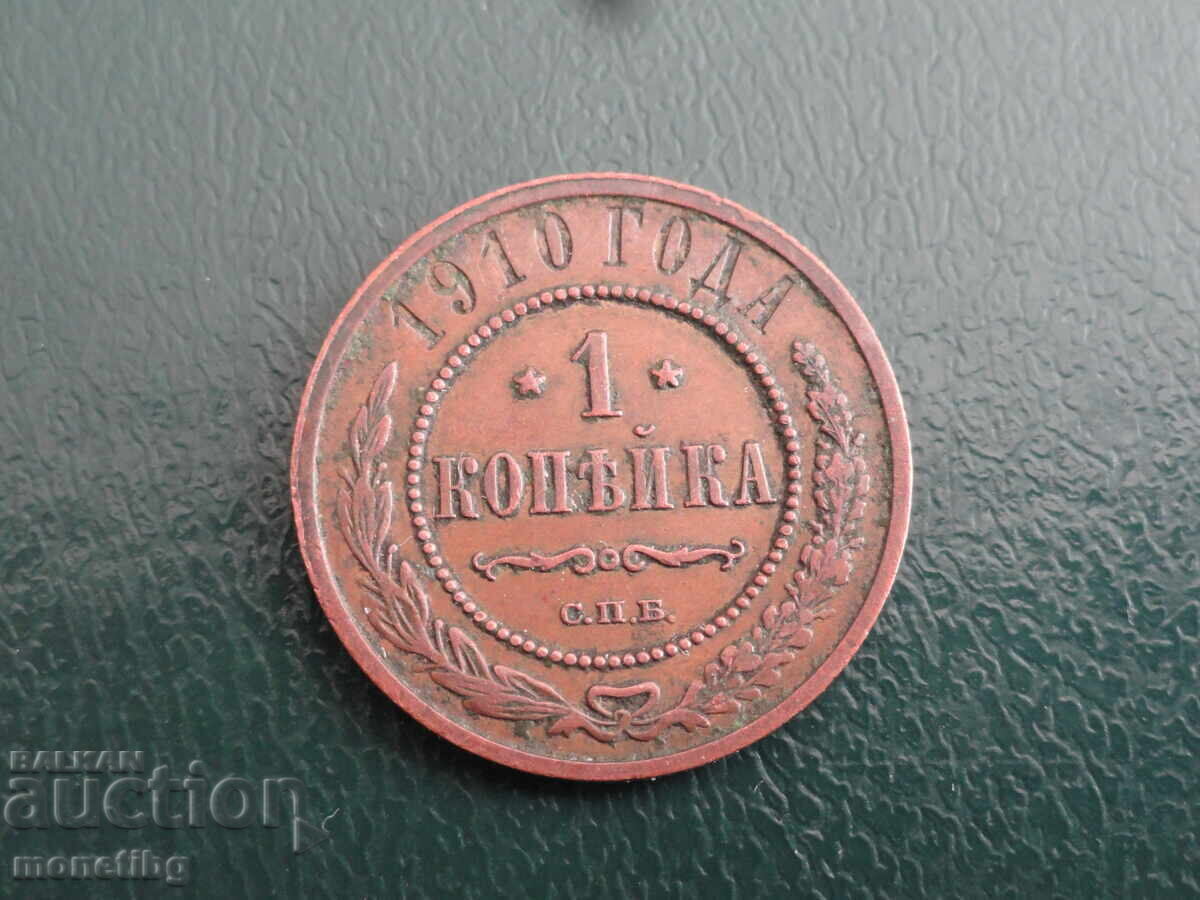 1910 ГОДА
1
КОПѢЙКА
С.П.Б.
BALKAN
auction
monetibg